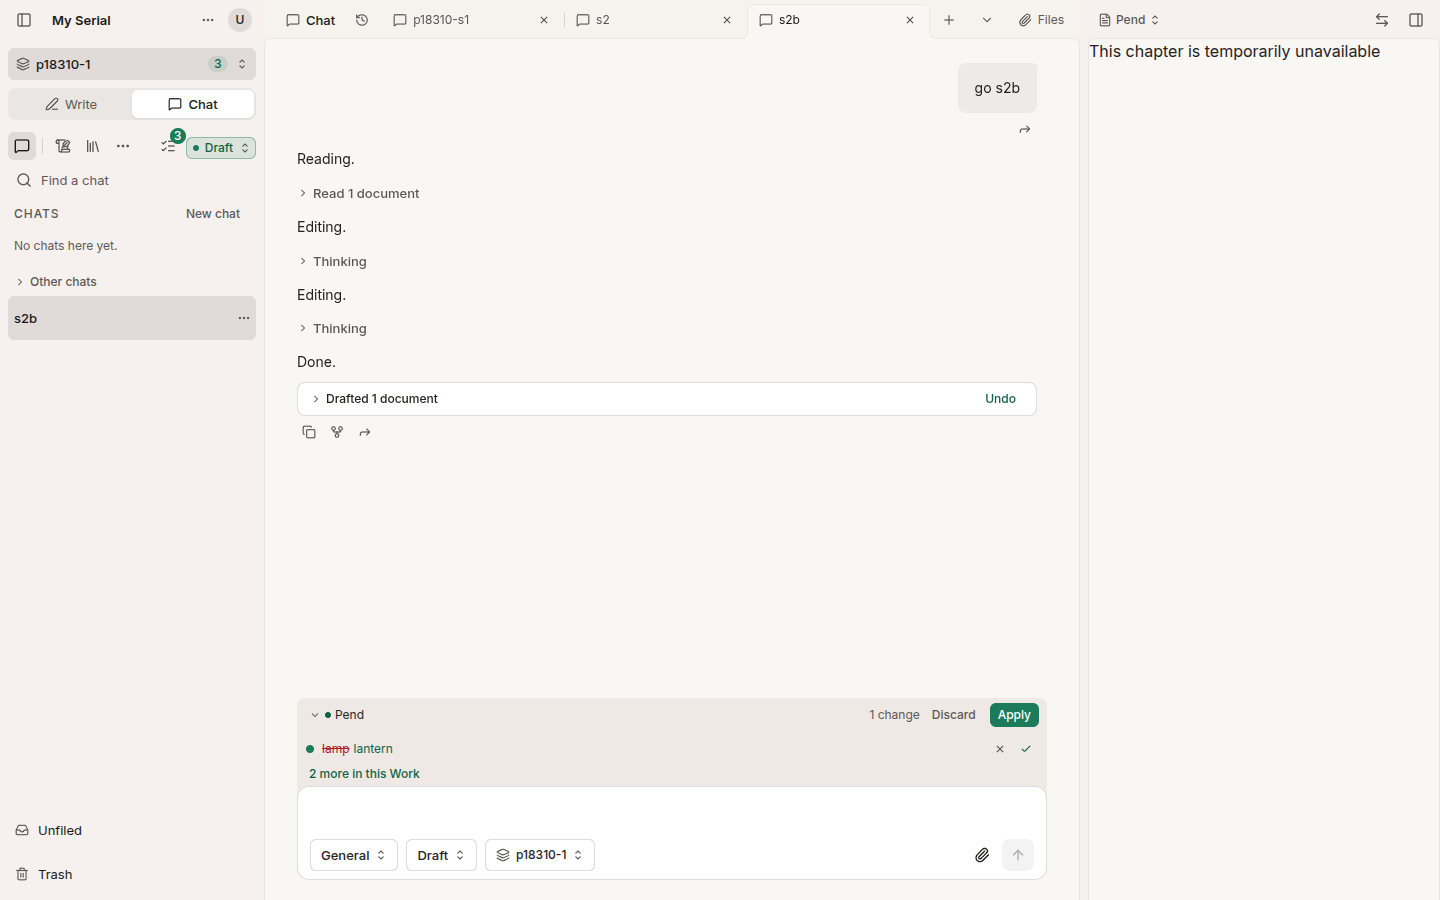 My Serial
U
p18310-1
3
Write
Chat
3
Draft
Find a chat
CHATS
New chat
No chats here yet.
Other chats
s2b
Unfiled
Trash
Chat
p18310-s1
s2
s2b
Files
go s2b
Reading.
Read 1 document
Editing.
Thinking
Editing.
Thinking
Done.
Drafted 1 document
Undo
Pend
1 change
Discard
Apply
lamp lantern
2 more in this Work
General
Draft
p18310-1
Pend
This chapter is temporarily unavailable